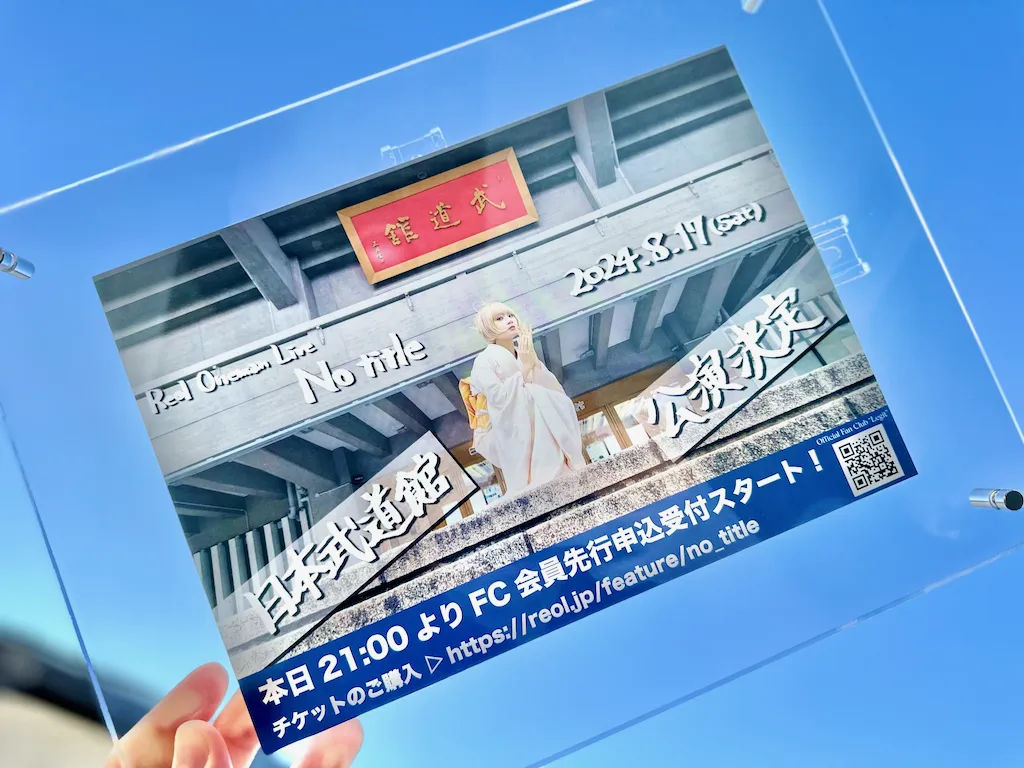 武道館
2024.8.17(sat)
Reol Oneman Live
No title
公演決定
日本武道館
Official Fan Club "Legit"
本日 21:00 より FC 会員先行申込受付スタート！
チケットのご購入 ▷ https://reol.jp/feature/no_title